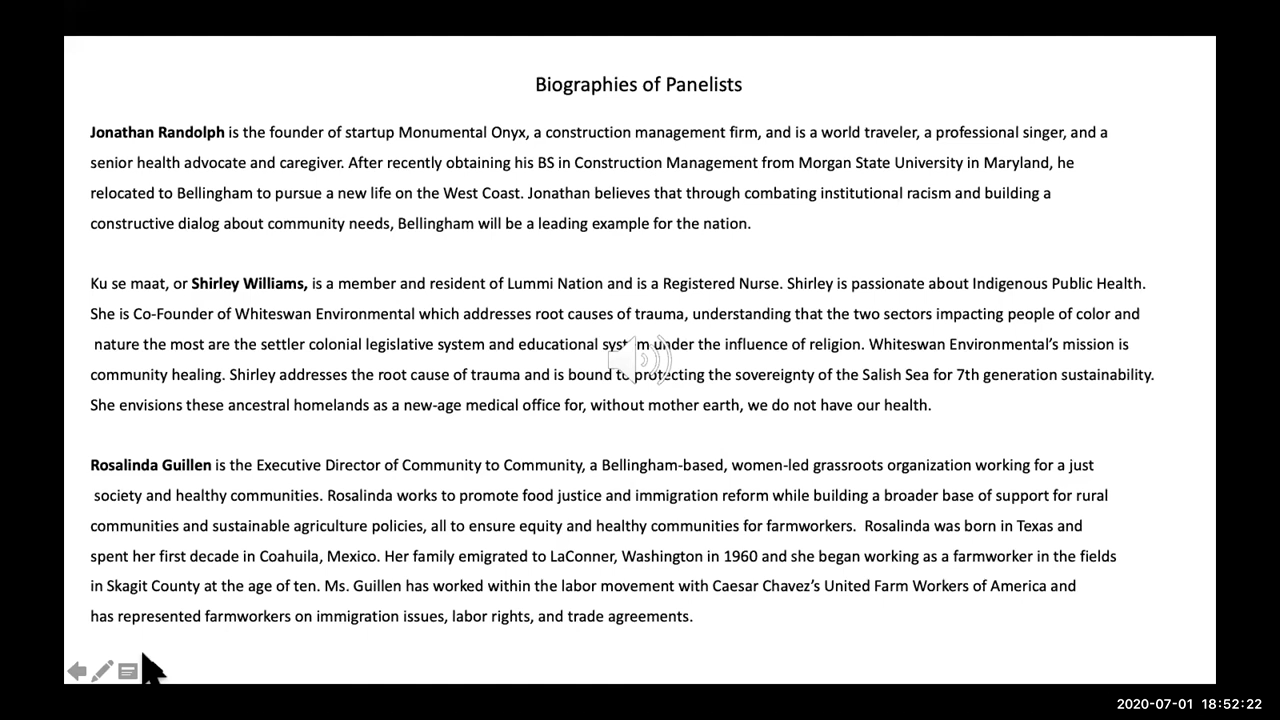 Biographies of Panelists
Jonathan Randolph is the founder of startup Monumental Onyx, a construction management firm, and is a world traveler, a professional singer, and a
senior health advocate and caregiver. After recently obtaining his BS in Construction Management from Morgan State University in Maryland, he
relocated to Bellingham to pursue a new life on the West Coast. Jonathan believes that through combating institutional racism and building a
constructive dialog about community needs, Bellingham will be a leading example for the nation.
Ku se maat, or Shirley Williams, is a member and resident of Lummi Nation and is a Registered Nurse. Shirley is passionate about Indigenous Public Health.
She is Co-Founder of Whiteswan Environmental which addresses root causes of trauma, understanding that the two sectors impacting people of color and
nature the most are the settler colonial legislative system and educational system under the influence of religion. Whiteswan Environmental's mission is
community healing. Shirley addresses the root cause of trauma and is bound to protecting the sovereignty of the Salish Sea for 7th generation sustainability.
She envisions these ancestral homelands as a new-age medical office for, without mother earth, we do not have our health.
Rosalinda Guillen is the Executive Director of Community to Community, a Bellingham-based, women-led grassroots organization working for a just
society and healthy communities. Rosalinda works to promote food justice and immigration reform while building a broader base of support for rural
communities and sustainable agriculture policies, all to ensure equity and healthy communities for farmworkers.  Rosalinda was born in Texas and
spent her first decade in Coahuila, Mexico. Her family emigrated to LaConner, Washington in 1960 and she began working as a farmworker in the fields
in Skagit County at the age of ten. Ms. Guillen has worked within the labor movement with Caesar Chavez's United Farm Workers of America and
has represented farmworkers on immigration issues, labor rights, and trade agreements.
2020-07-01 18:52:22